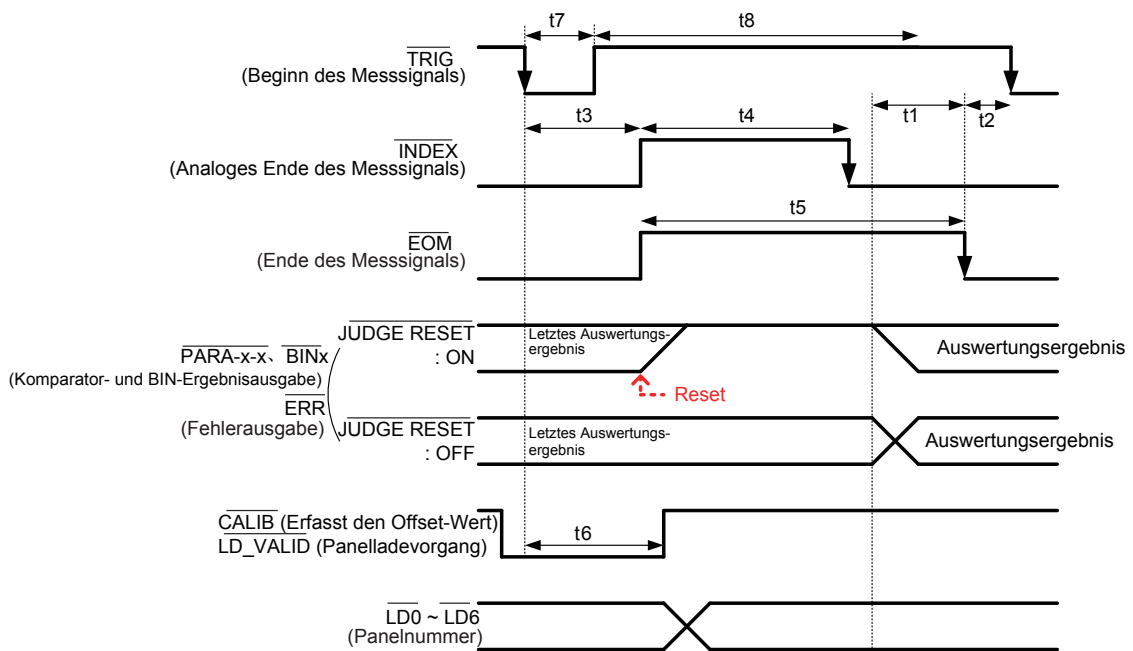 t7
t8
TRIG
(Beginn des Messsignals)
t1
t2
t3
t4
INDEX
(Analoges Ende des Messsignals)
t5
EOM
(Ende des Messsignals)
JUDGE RESET
: ON
Letztes Auswertungs-
ergebnis
Auswertungsergebnis
PARA-x-x、BINx
(Komparator- und BIN-Ergebnisausgabe)
Reset
ERR
(Fehlerausgabe)
JUDGE RESET
: OFF
Letztes Auswertungs-
ergebnis
Auswertungsergebnis
CALIB (Erfasst den Offset-Wert)
LD_VALID (Panelladevorgang)
t6
LD0 ~ LD6
(Panelnummer)